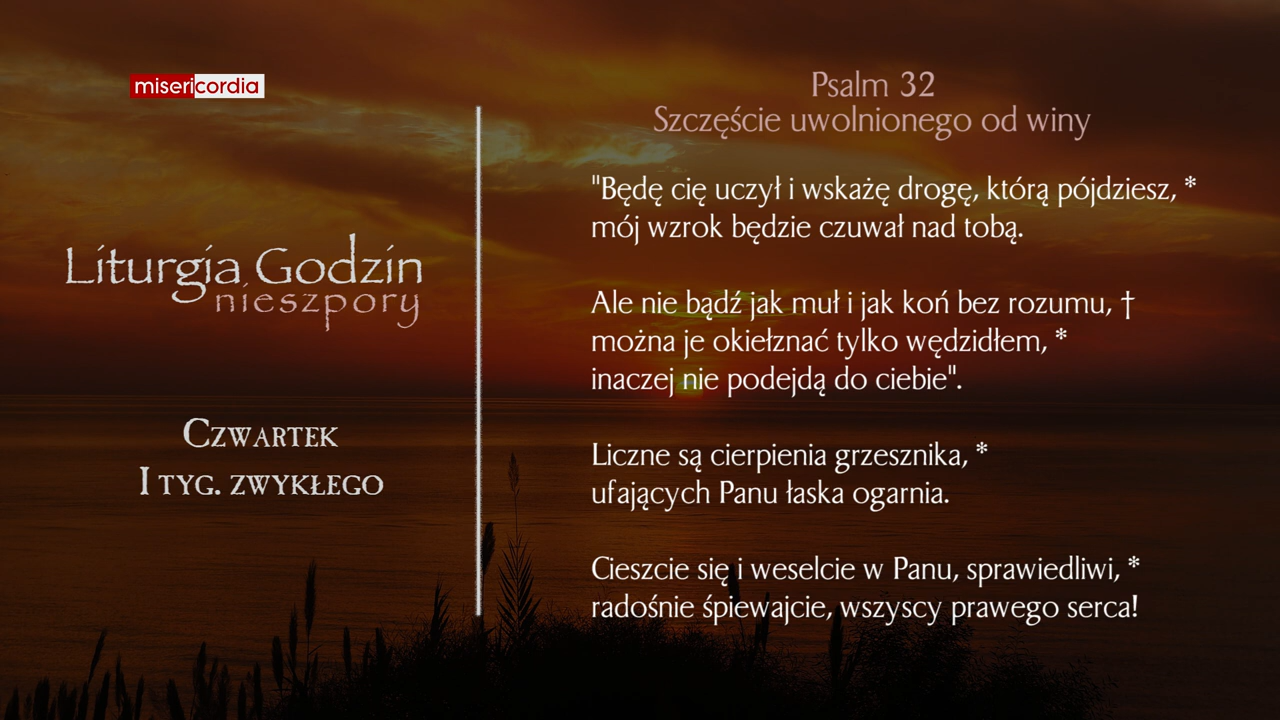 misericordia
Liturgia Godzin
nieszpory
Czwartek
I tyg. zwykłego
Psalm 32
Szczęście uwolnionego od winy
"Będę cię uczył i wskażę drogę, którą pójdziesz, *
mój wzrok będzie czuwał nad tobą.
Ale nie bądź jak muł i jak koń bez rozumu, †
można je okiełznać tylko wędzidłem, *
inaczej nie podejdą do ciebie".
Liczne są cierpienia grzesznika, *
ufających Panu łaska ogarnia.
Cieszcie się i weselcie w Panu, sprawiedliwi, *
radośnie śpiewajcie, wszyscy prawego serca!